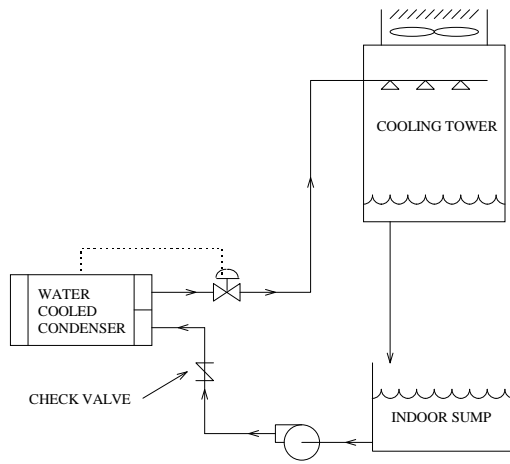 COOLING TOWER
WATER
COOLED
CONDENSER
CHECK VALVE
INDOOR SUMP